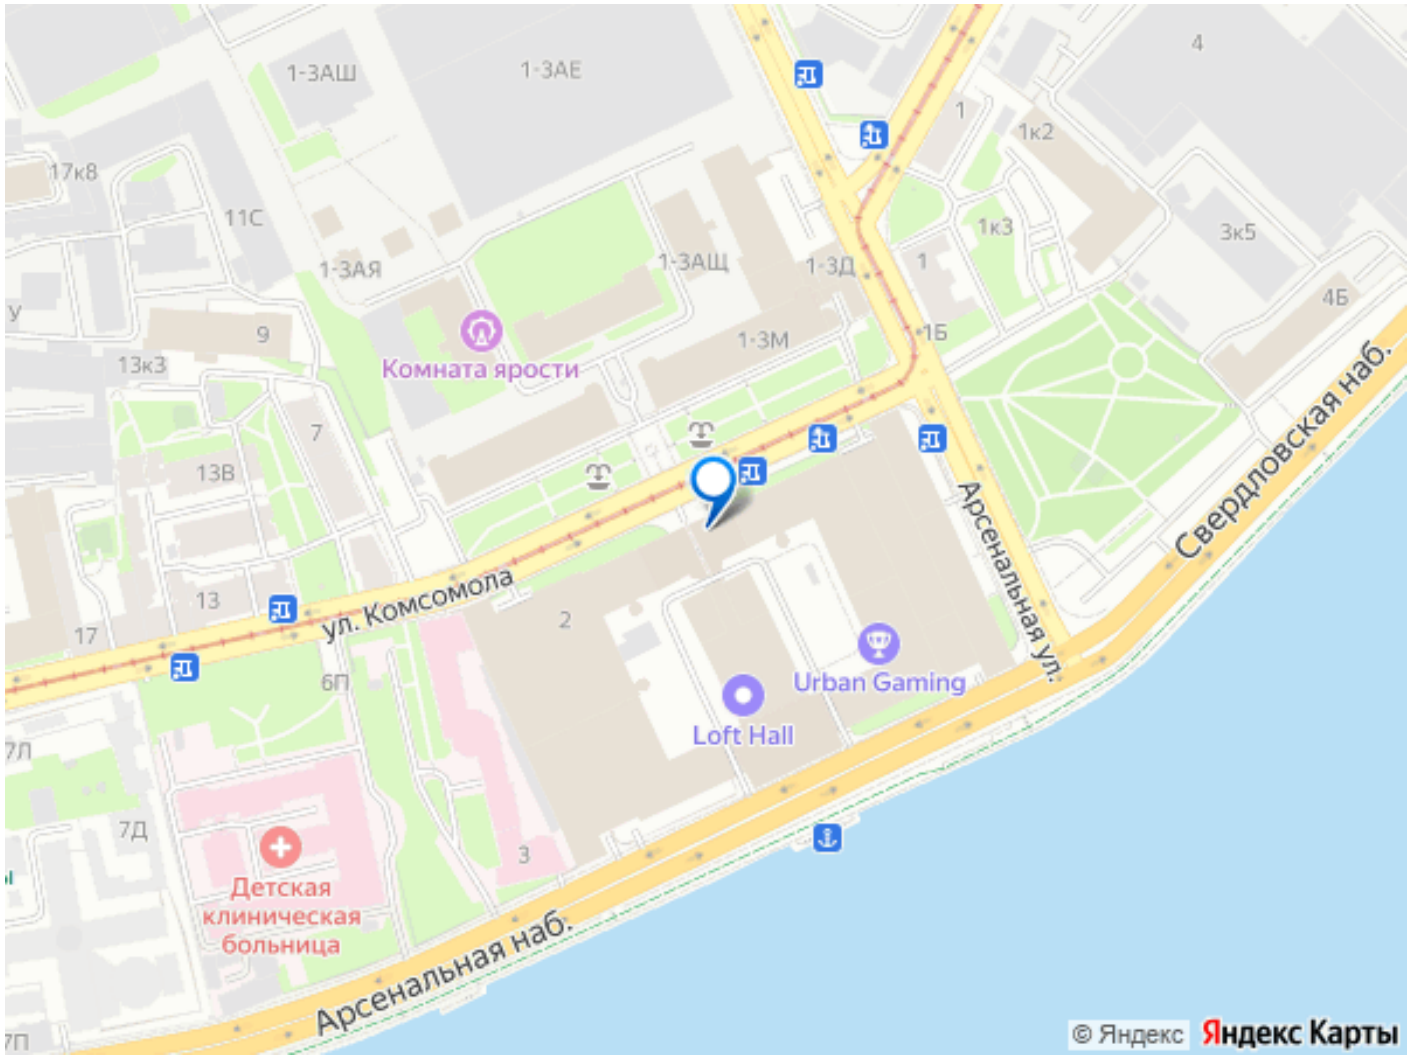 1-3АШ
1-3АЕ
4
1
1к2
17к8
11С
1к3
3к5
1-3АЯ
1-3АЩ
1-3Д
1
4Б
У
9
1-3М
1Б
13к3
Комната ярости
7
13В
Свердловская наб.
Арсенальная ул.
ул. Комсомола
13
2
17
6П
Urban Gaming
Loft Hall
7Л
7Д
3
Детская
клиническая
больница
ы
Арсенальная наб.
7П
© Яндекс
Яндекс Карты